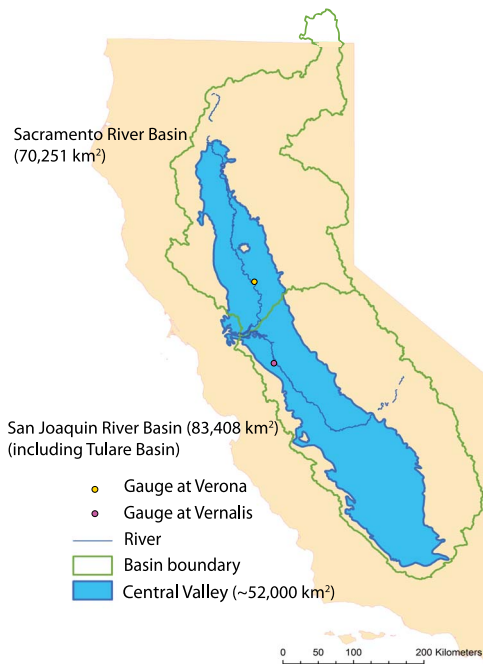 Sacramento River Basin
(70,251 km²)
San Joaquin River Basin (83,408 km²)
(including Tulare Basin)
Gauge at Verona
Gauge at Vernalis
River
Basin boundary
Central Valley (~52,000 km²)
0 50 100 200 Kilometers